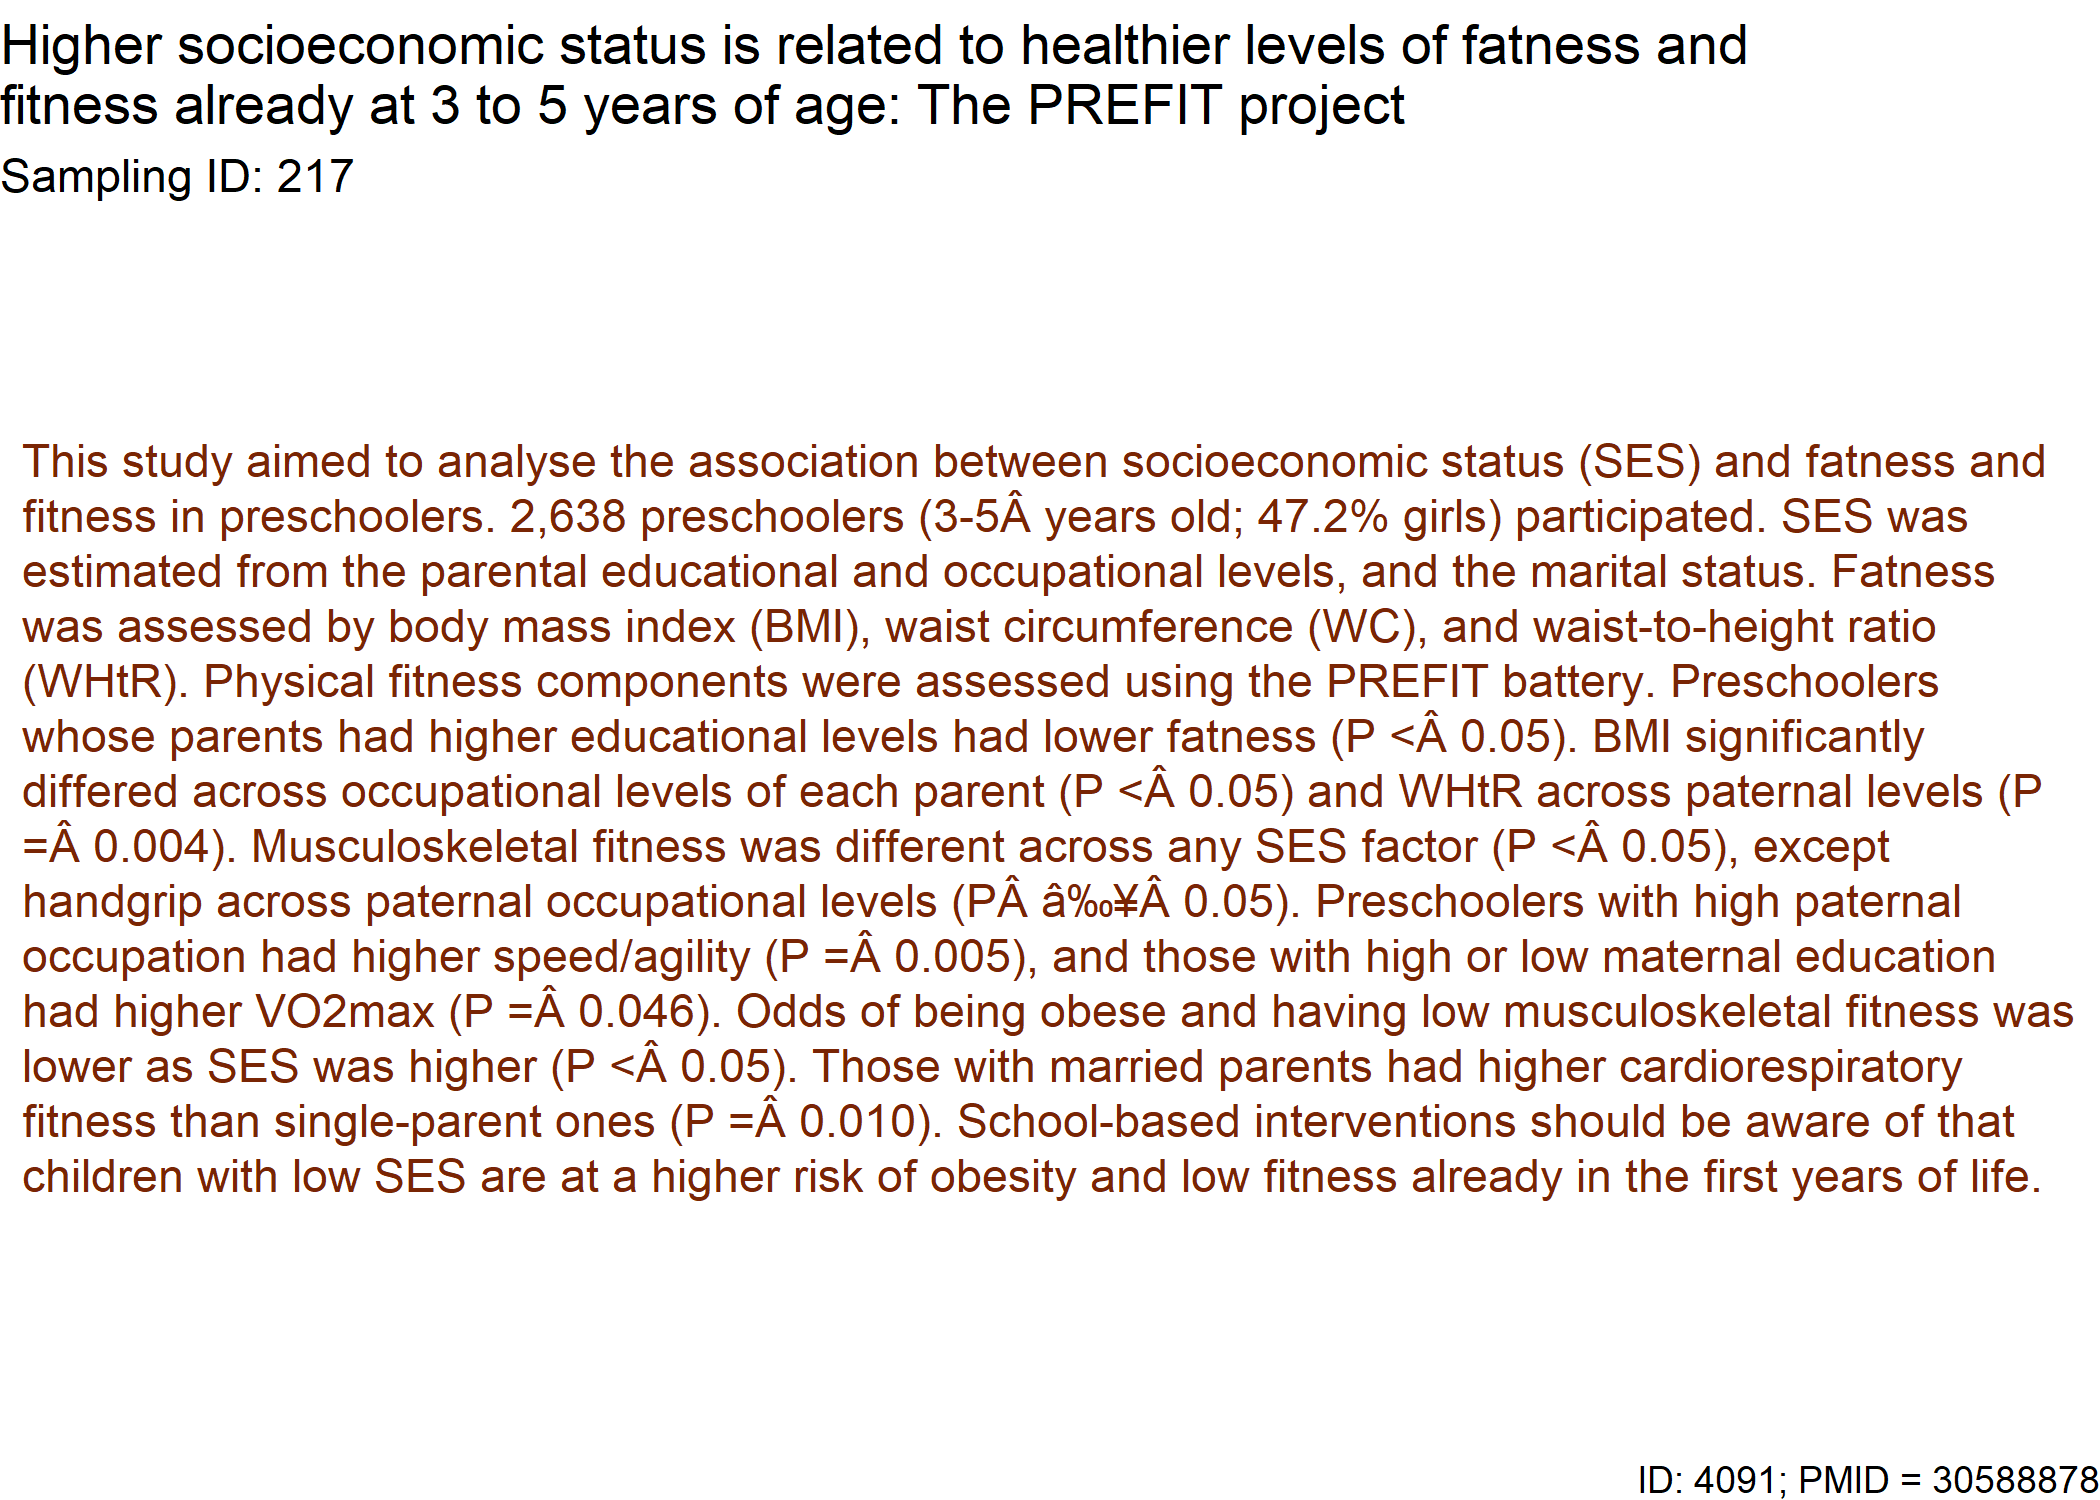 Higher socioeconomic status is related to healthier levels of fatness and
fitness already at 3 to 5 years of age: The PREFIT project
Sampling ID: 217
This study aimed to analyse the association between socioeconomic status (SES) and fatness and
fitness in preschoolers. 2,638 preschoolers (3-5Â years old; 47.2% girls) participated. SES was
estimated from the parental educational and occupational levels, and the marital status. Fatness
was assessed by body mass index (BMI), waist circumference (WC), and waist-to-height ratio
(WHtR). Physical fitness components were assessed using the PREFIT battery. Preschoolers
whose parents had higher educational levels had lower fatness (P <Â 0.05). BMI significantly
differed across occupational levels of each parent (P <Â 0.05) and WHtR across paternal levels (P
=Â 0.004). Musculoskeletal fitness was different across any SES factor (P <Â 0.05), except
handgrip across paternal occupational levels (PÂ â‰¥Â 0.05). Preschoolers with high paternal
occupation had higher speed/agility (P =Â 0.005), and those with high or low maternal education
had higher VO2max (P =Â 0.046). Odds of being obese and having low musculoskeletal fitness was
lower as SES was higher (P <Â 0.05). Those with married parents had higher cardiorespiratory
fitness than single-parent ones (P =Â 0.010). School-based interventions should be aware of that
children with low SES are at a higher risk of obesity and low fitness already in the first years of life.
ID: 4091; PMID = 30588878